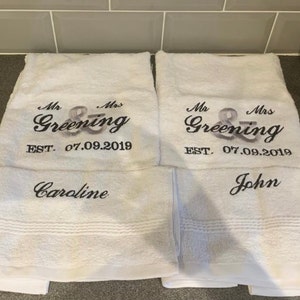 Mr & Mrs
Greening
EST. 07.09.2019
Caroline
Mr & Mrs
Greening
EST. 07.09.2019
John